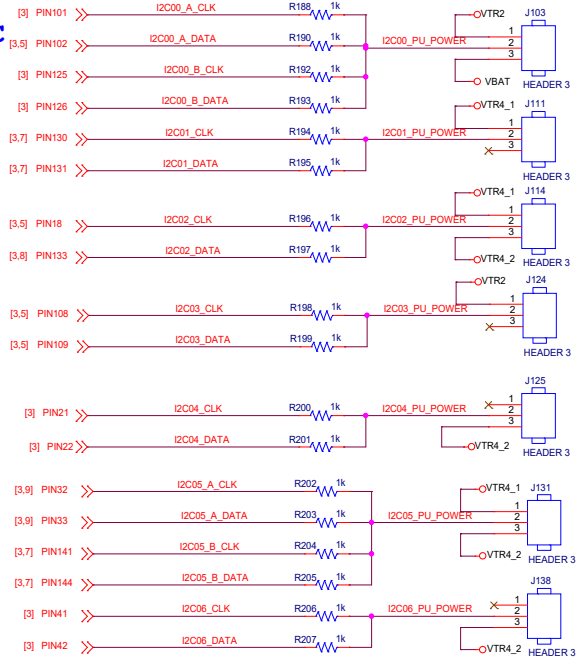 [3] PIN101 I2C00_A_CLK R188 1k VTR2 J103
[3,5] PIN102 I2C00_A_DATA R190 1k I2C00_PU_POWER 1
2
3
[3] PIN125 I2C00_B_CLK R192 1k VBAT HEADER 3
[3] PIN126 I2C00_B_DATA R193 1k VTR4_1 J111
[3,7] PIN130 I2C01_CLK R194 1k I2C01_PU_POWER 1
2
3
[3,7] PIN131 I2C01_DATA R195 1k HEADER 3
VTR4_1 J114
[3,5] PIN18 I2C02_CLK R196 1k I2C02_PU_POWER 1
2
3
[3,8] PIN133 I2C02_DATA R197 1k VTR4_2 HEADER 3
VTR2 J124
[3,5] PIN108 I2C03_CLK R198 1k I2C03_PU_POWER 1
2
3
[3,5] PIN109 I2C03_DATA R199 1k HEADER 3
J125
[3] PIN21 I2C04_CLK R200 1k I2C04_PU_POWER 1
2
3
[3] PIN22 I2C04_DATA R201 1k VTR4_2 HEADER 3
[3,9] PIN32 I2C05_A_CLK R202 1k VTR4_1 J131
[3,9] PIN33 I2C05_A_DATA R203 1k I2C05_PU_POWER 1
2
3
[3,7] PIN141 I2C05_B_CLK R204 1k VTR4_2 HEADER 3
[3,7] PIN144 I2C05_B_DATA R205 1k J138
[3] PIN41 I2C06_CLK R206 1k I2C06_PU_POWER 1
2
3
[3] PIN42 I2C06_DATA R207 1k VTR4_2 HEADER 3